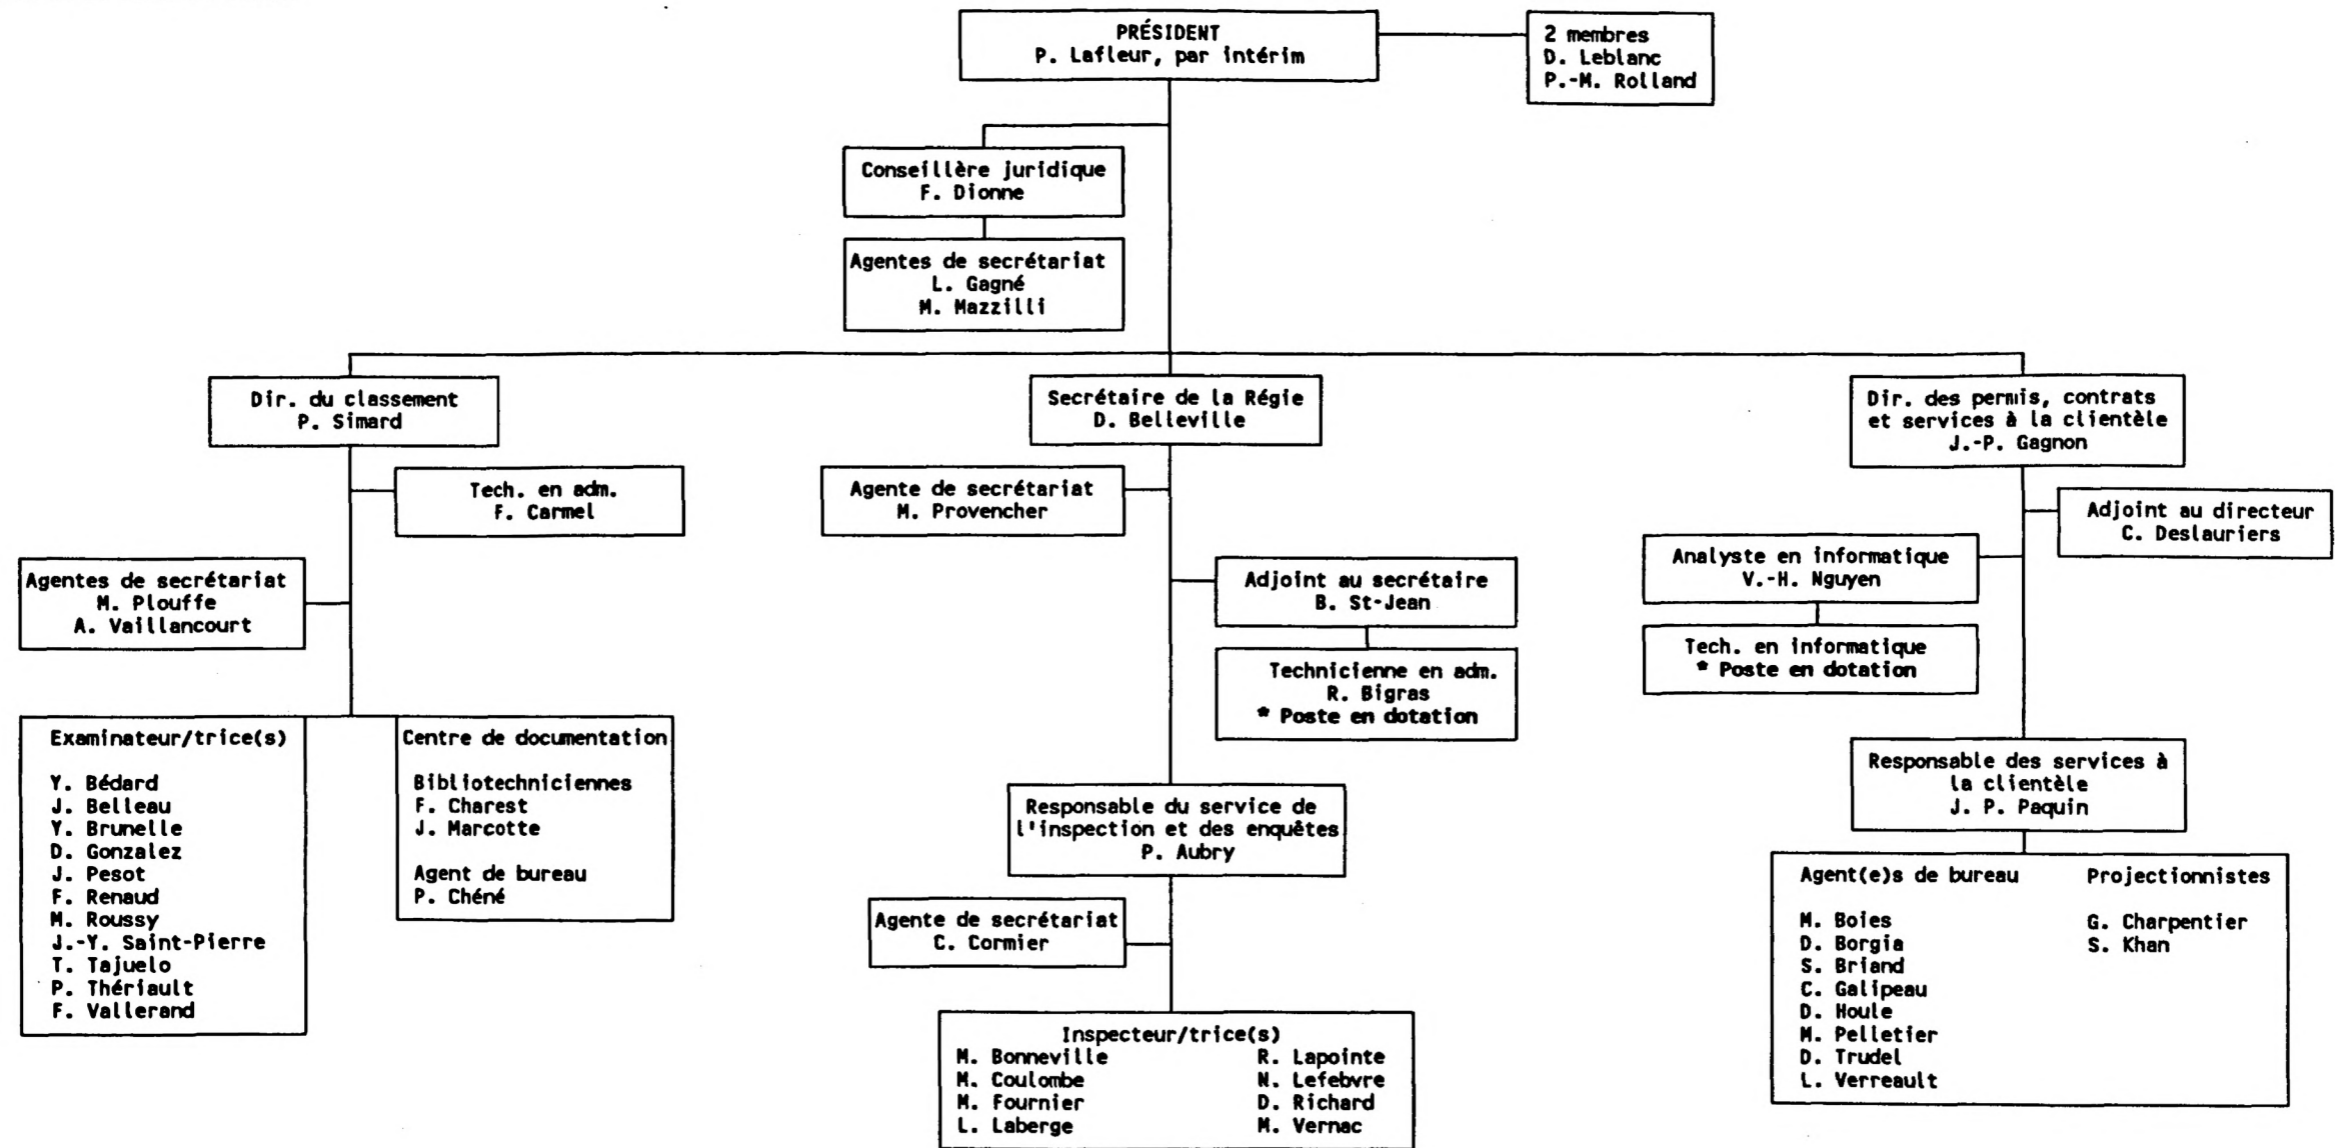 PRÉSIDENT
P. Lafleur, par intérim
2 membres
D. Leblanc
P.-M. Rolland
Conseillère juridique
F. Dionne
Agentes de secrétariat
L. Gagné
M. Mazzilli
Dir. du classement
P. Simard
Secrétaire de la Régie
D. Belleville
Dir. des permis, contrats
et services à la clientèle
J.-P. Gagnon
Tech. en adm.
F. Carmel
Agente de secrétariat
M. Provencher
Adjoint au directeur
C. Deslauriers
Analyste en informatique
V.-H. Nguyen
Agentes de secrétariat
M. Plouffe
A. Vaillancourt
Adjoint au secrétaire
B. St-Jean
Tech. en informatique
* Poste en dotation
Technicienne en adm.
R. Bigras
* Poste en dotation
Examinateur/trice(s)
Y. Bédard
J. Belleau
Y. Brunelle
D. Gonzalez
J. Pesot
F. Renaud
M. Roussy
J.-Y. Saint-Pierre
T. Tajuelo
P. Thériault
F. Vallerand
Centre de documentation
Bibliotechniciennes
F. Charest
J. Marcotte
Agent de bureau
P. Chéné
Responsable du service de
l'inspection et des enquêtes
P. Aubry
Responsable des services à
la clientèle
J. P. Paquin
Agente de secrétariat
C. Cormier
Agent(e)s de bureau
M. Boies
D. Borgia
S. Briand
C. Galipeau
D. Houle
M. Pelletier
D. Trudel
L. Verreault
Projectionnistes
G. Charpentier
S. Khan
Inspecteur/trice(s)
M. Bonneville
M. Coulombe
M. Fournier
L. Laberge
R. Lapointe
N. Lefebvre
D. Richard
M. Vernac